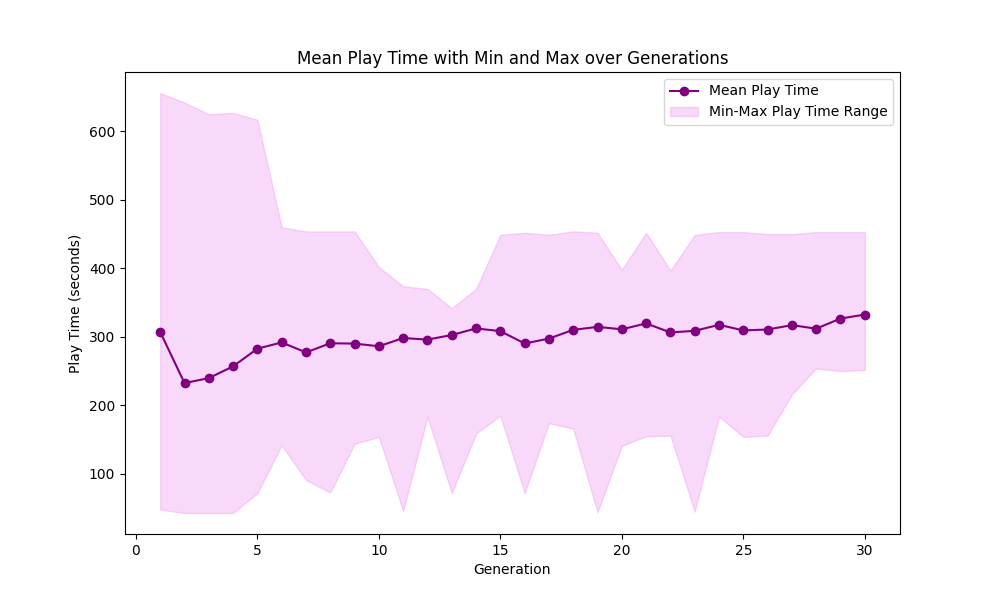 Mean Play Time with Min and Max over Generations
Mean Play Time
Min-Max Play Time Range
Play Time (seconds)
600
500
400
300
200
100
0 5 10 15 20 25 30
Generation